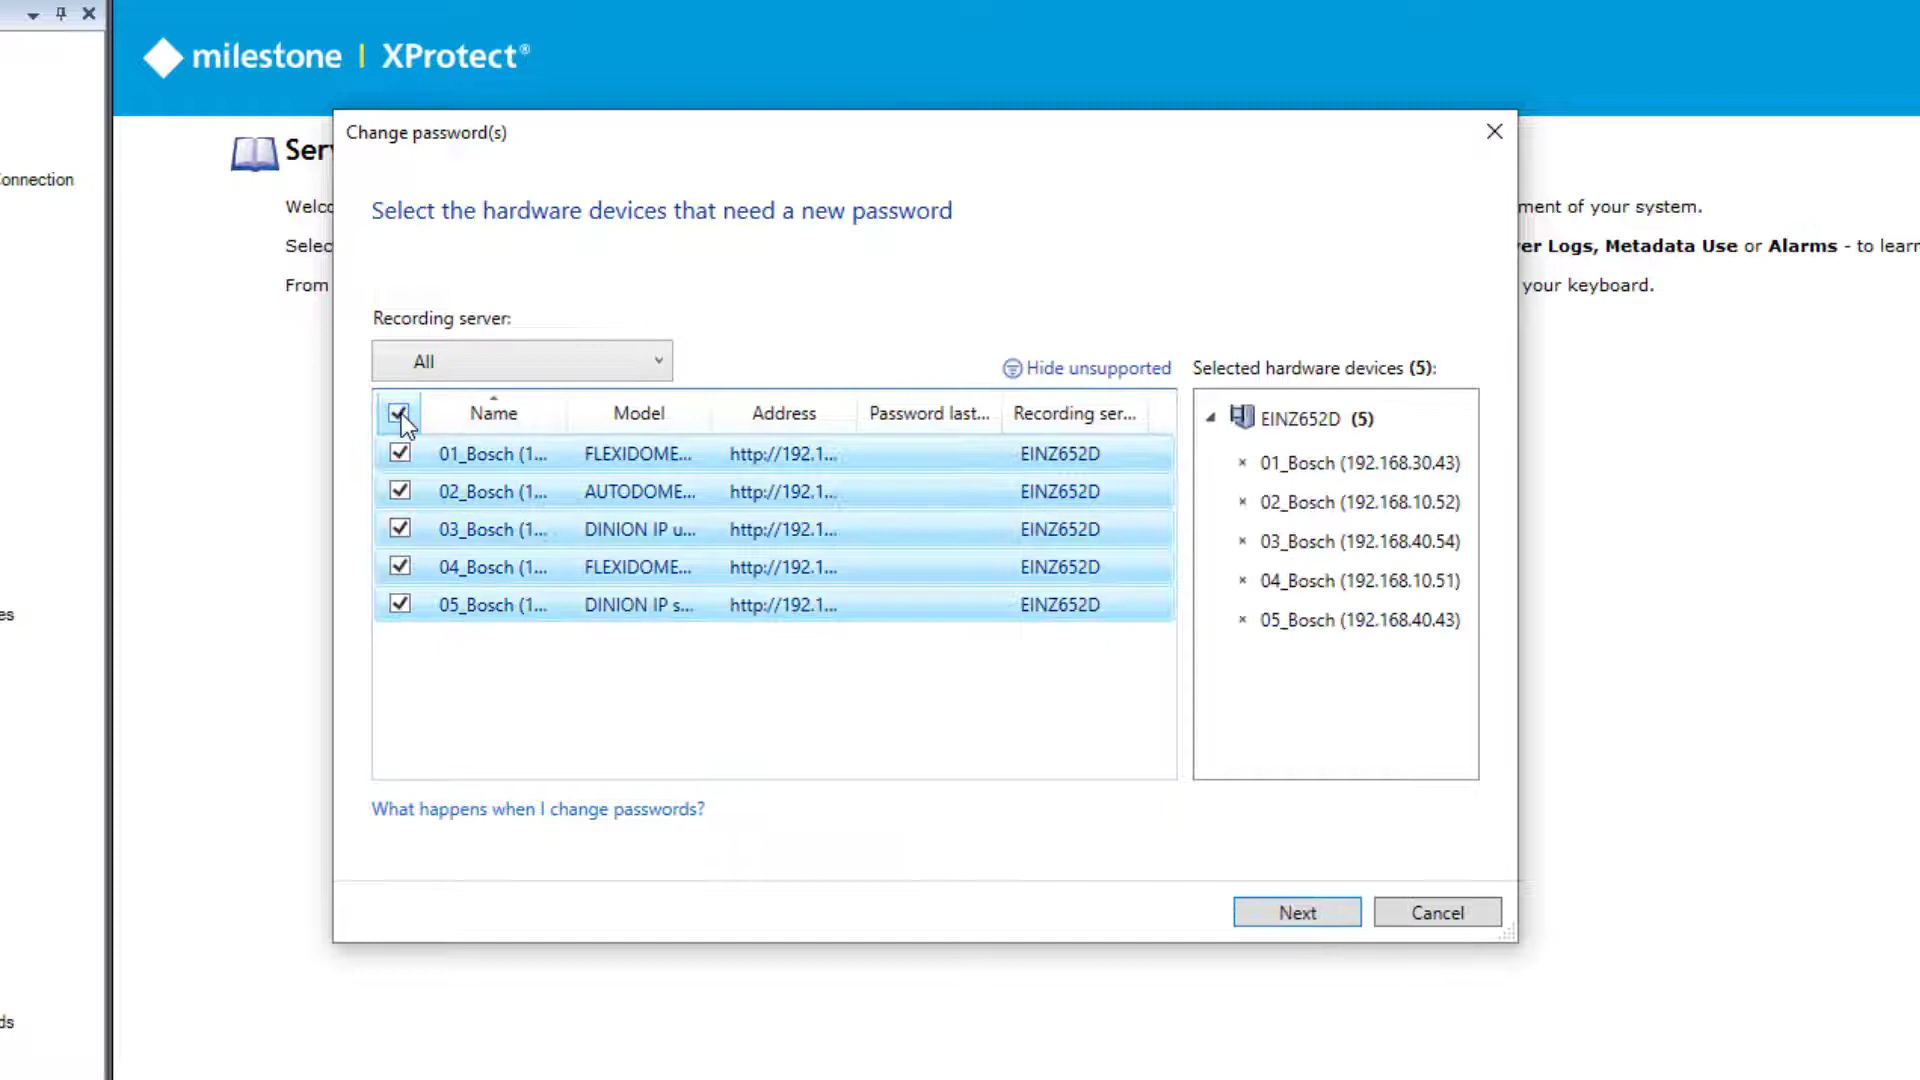 milestone | XProtect®
Change password(s)
Ser
onnection
Select the hardware devices that need a new password
Welco
ment of your system.
Selec
er Logs, Metadata Use or Alarms - to learn
From
your keyboard.
Recording server:
All
Hide unsupported
Selected hardware devices (5):
Name Model Address Password last... Recording ser...
01_Bosch (1... FLEXIDOME... http://192.1... EINZ652D
02_Bosch (1... AUTODOME... http://192.1... EINZ652D
03_Bosch (1... DINION IP u... http://192.1... EINZ652D
04_Bosch (1... FLEXIDOME... http://192.1... EINZ652D
05_Bosch (1... DINION IP s... http://192.1... EINZ652D
EINZ652D (5)
01_Bosch (192.168.30.43)
02_Bosch (192.168.10.52)
03_Bosch (192.168.40.54)
04_Bosch (192.168.10.51)
05_Bosch (192.168.40.43)
es
What happens when I change passwords?
Next
Cancel
ds